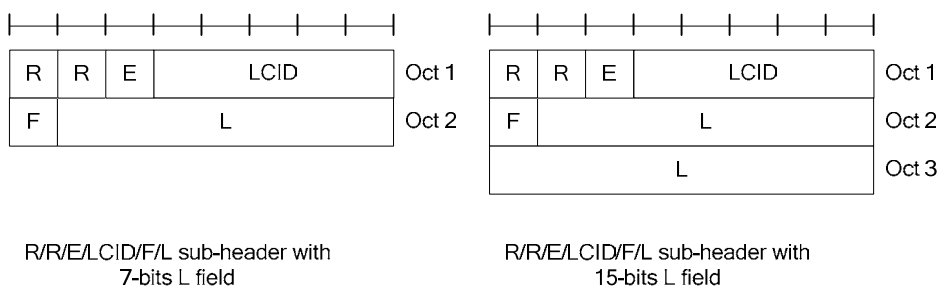 R R E LCID Oct 1
F L Oct 2
R/R/E/LCID/F/L sub-header with
7-bits L field
R R E LCID Oct 1
F L Oct 2
L Oct 3
R/R/E/LCID/F/L sub-header with
15-bits L field